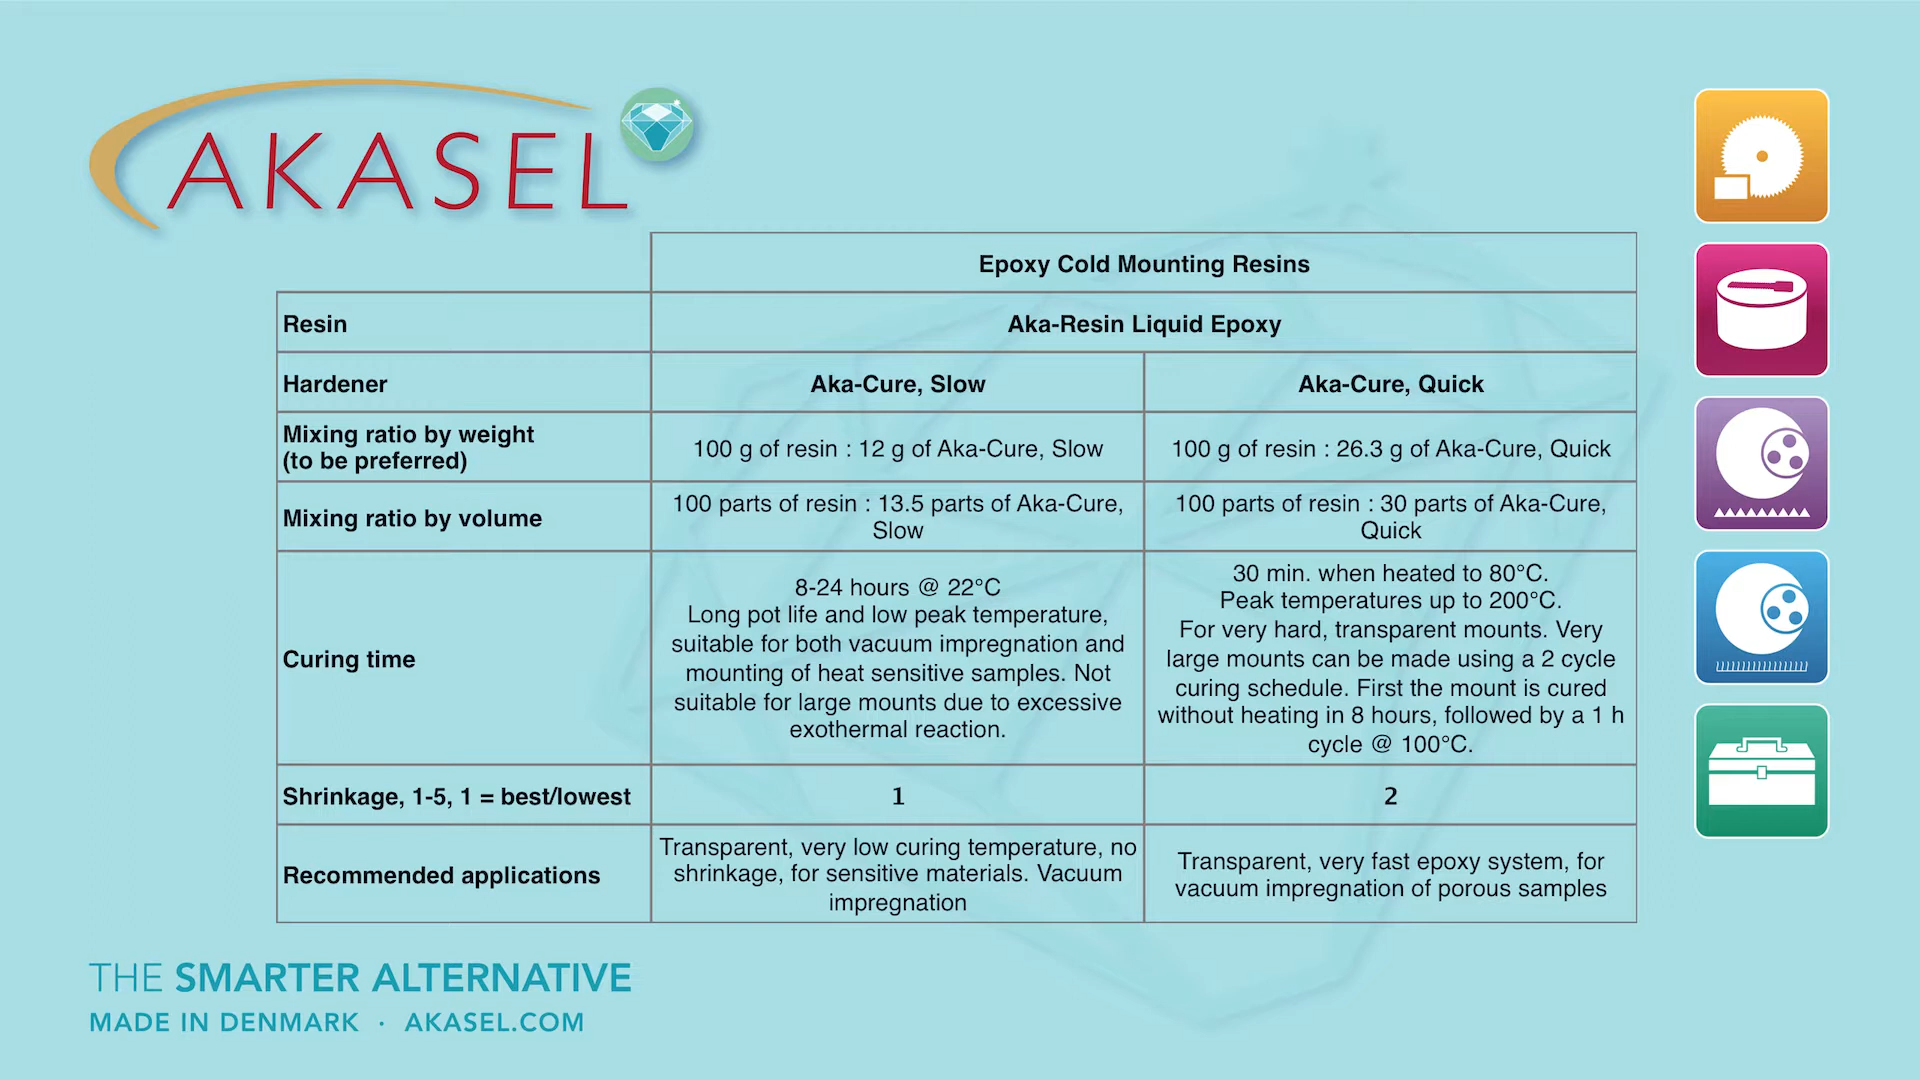 AKASEL
Epoxy Cold Mounting Resins
Resin
Aka-Resin Liquid Epoxy
Hardener
Aka-Cure, Slow
Aka-Cure, Quick
Mixing ratio by weight
(to be preferred)
100 g of resin : 12 g of Aka-Cure, Slow
100 g of resin : 26.3 g of Aka-Cure, Quick
Mixing ratio by volume
100 parts of resin : 13.5 parts of Aka-Cure,
Slow
100 parts of resin : 30 parts of Aka-Cure,
Quick
Curing time
8-24 hours @ 22°C
Long pot life and low peak temperature,
suitable for both vacuum impregnation and
mounting of heat sensitive samples. Not
suitable for large mounts due to excessive
exothermal reaction.
30 min. when heated to 80°C.
Peak temperatures up to 200°C.
For very hard, transparent mounts. Very
large mounts can be made using a 2 cycle
curing schedule. First the mount is cured
without heating in 8 hours, followed by a 1 h
cycle @ 100°C.
Shrinkage, 1-5, 1 = best/lowest
1
2
Recommended applications
Transparent, very low curing temperature, no
shrinkage, for sensitive materials. Vacuum
impregnation
Transparent, very fast epoxy system, for
vacuum impregnation of porous samples
THE SMARTER ALTERNATIVE
MADE IN DENMARK · AKASEL.COM